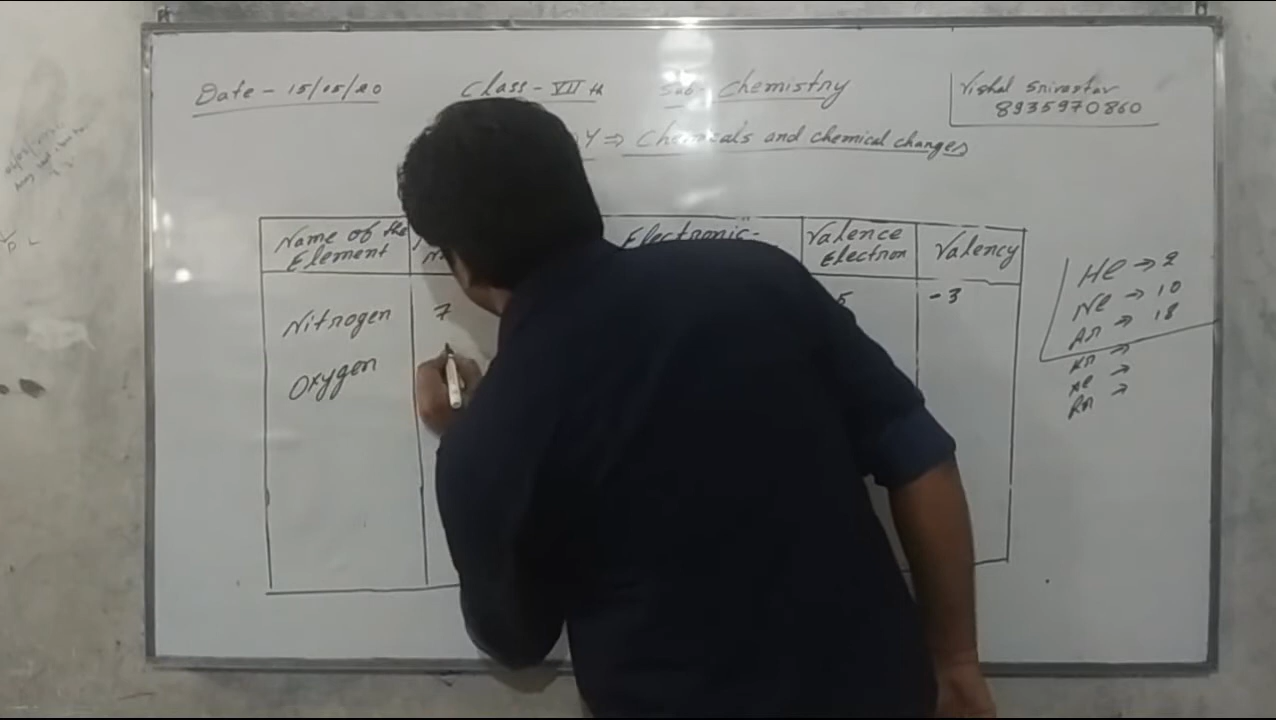 Date - 15/05/20
Class - VII th
Sub - Chemistry
Vishal Srivastav
8935970860
Y ⇒ Chemicals and chemical changes
Name of the
Element
Electronic-
Valence
Electron
Valency
Nitrogen
7
5
-3
Oxygen
He → 2
Ne → 10
Ar → 18
Kr →
Xe →
Rn →